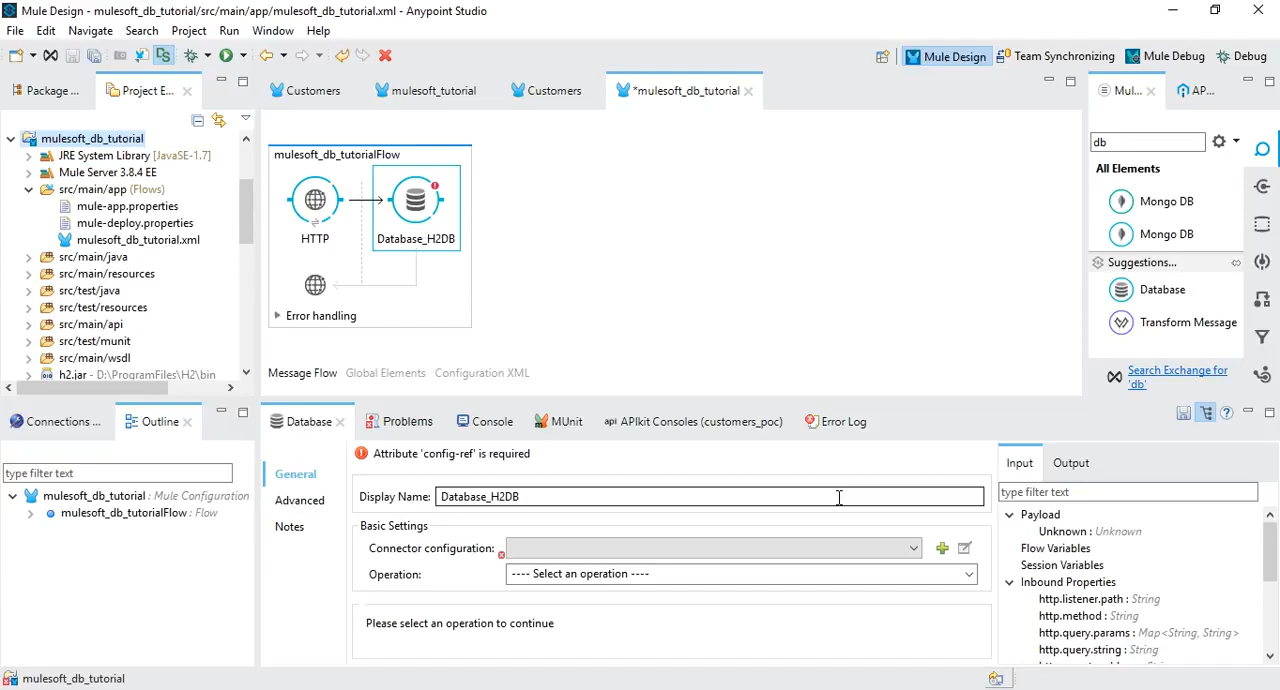 Mule Design - mulesoft_db_tutorial/src/main/app/mulesoft_db_tutorial.xml - Anypoint Studio
File Edit Navigate Search Project Run Window Help
Mule Design Team Synchronizing Mule Debug Debug
Package ... Project E...
Customers mulesoft_tutorial Customers *mulesoft_db_tutorial
Mul... AP...
mulesoft_db_tutorial
JRE System Library [JavaSE-1.7]
Mule Server 3.8.4 EE
src/main/app (Flows)
mule-app.properties
mule-deploy.properties
mulesoft_db_tutorial.xml
src/main/java
src/main/resources
src/test/java
src/test/resources
src/main/api
src/test/munit
src/main/wsdl
h2.jar - D:\ProgramFiles\H2\bin
mulesoft_db_tutorialFlow
HTTP
Database_H2DB
Error handling
Message Flow Global Elements Configuration XML
db
All Elements
Mongo DB
Mongo DB
Suggestions...
Database
Transform Message
Search Exchange for
'db'
Connections ... Outline
type filter text
mulesoft_db_tutorial : Mule Configuration
mulesoft_db_tutorialFlow : Flow
Database Problems Console MUnit APIkit Consoles (customers_poc) Error Log
General
Advanced
Notes
Attribute 'config-ref' is required
Display Name: Database_H2DB
Basic Settings
Connector configuration:
Operation: ---- Select an operation ----
Please select an operation to continue
Input Output
type filter text
Payload
Unknown : Unknown
Flow Variables
Session Variables
Inbound Properties
http.listener.path : String
http.method : String
http.query.params : Map<String, String>
http.query.string : String
mulesoft_db_tutorial